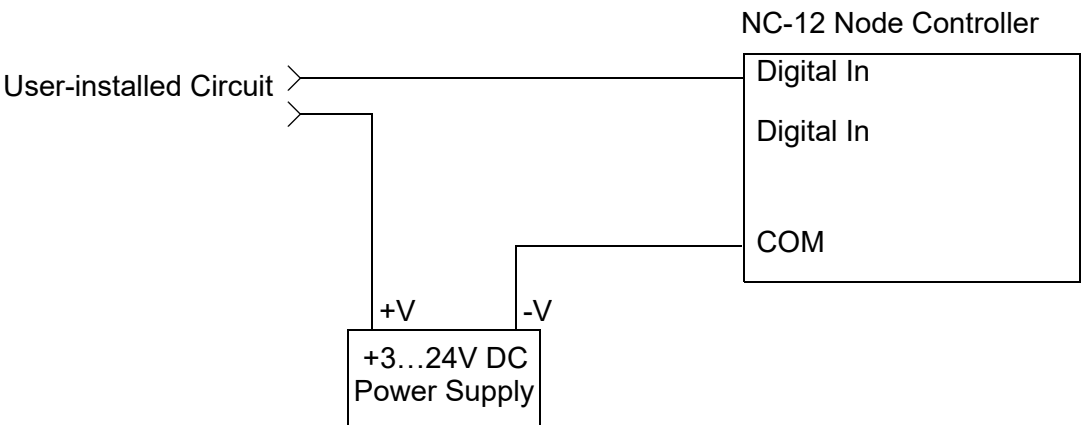 NC-12 Node Controller
User-installed Circuit
Digital In
Digital In
COM
+V
-V
+3…24V DC
Power Supply